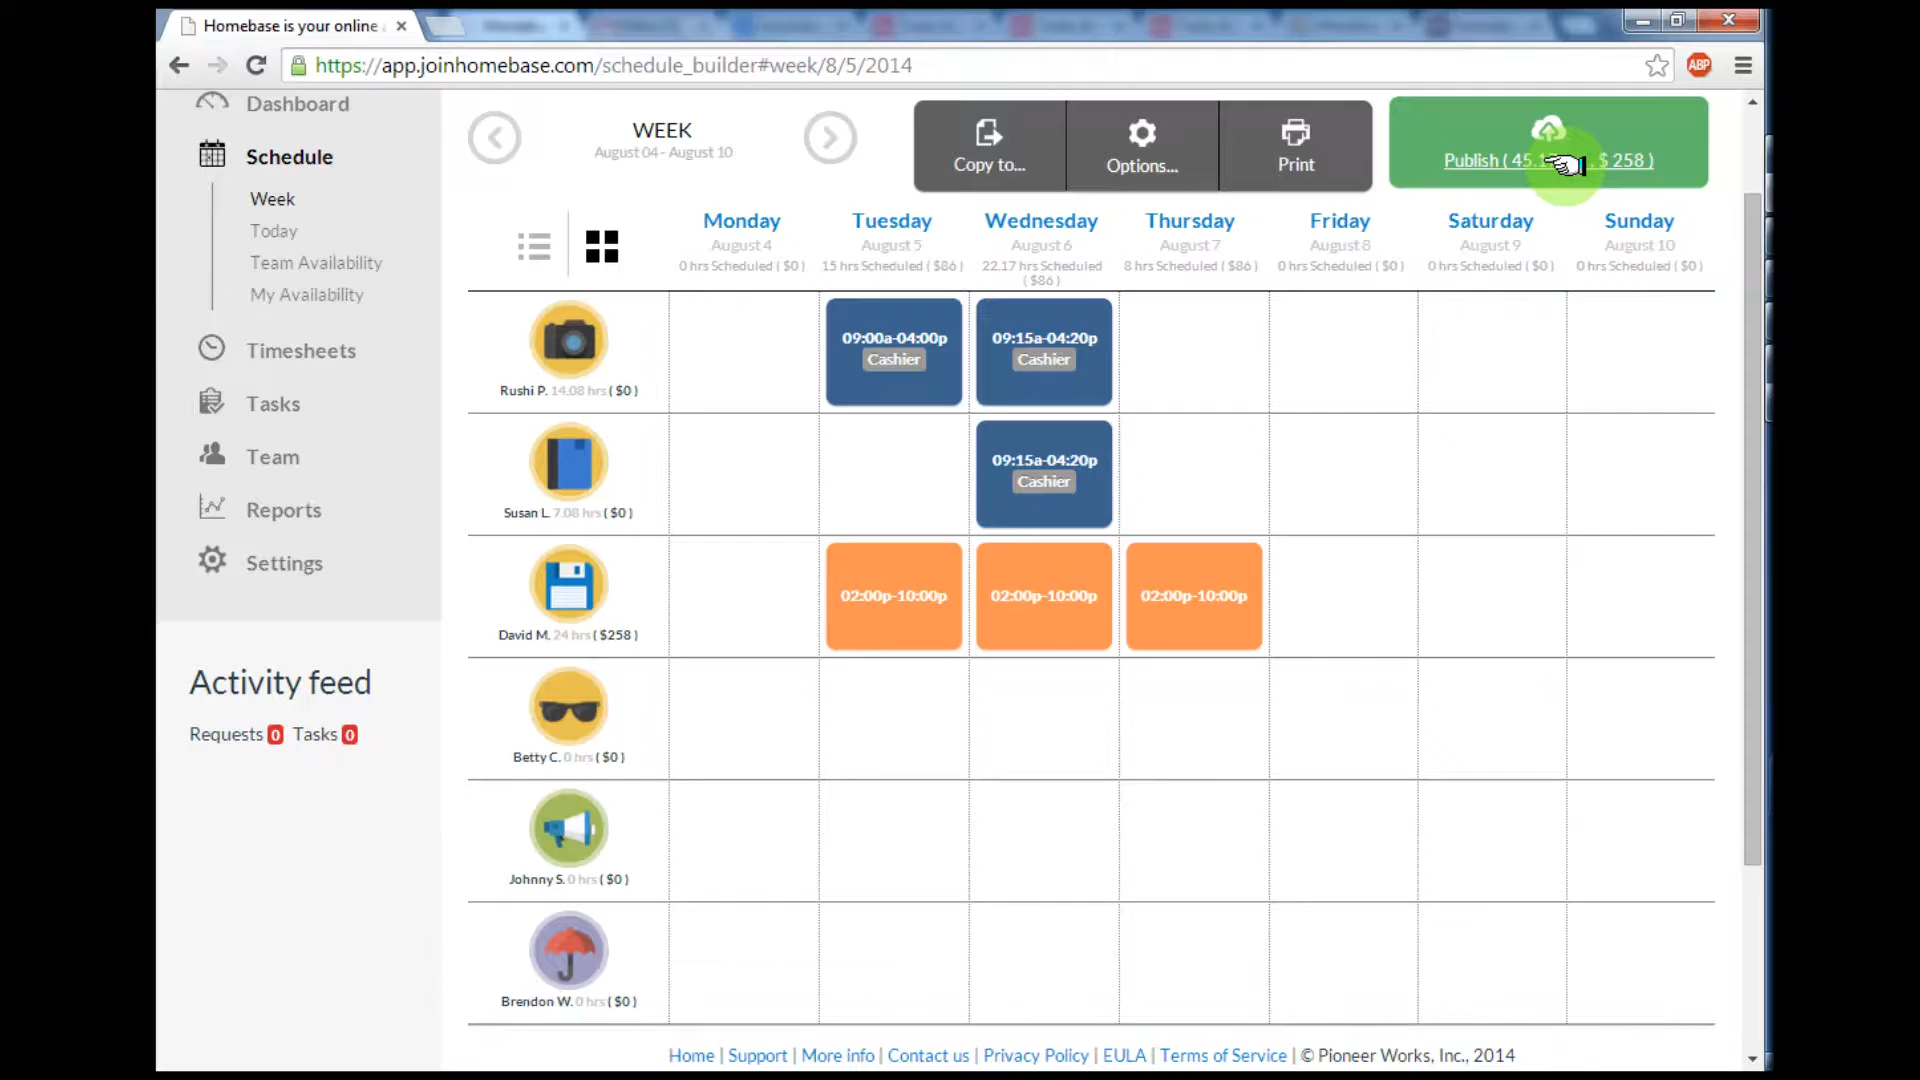 Homebase is your online
https://app.joinhomebase.com/schedule_builder#week/8/5/2014
ABP
Dashboard
Schedule
Week
Today
Team Availability
My Availability
Timesheets
Tasks
Team
Reports
Settings
Activity feed
Requests 0 Tasks 0
WEEK
August 04 - August 10
Copy to...
Options...
Print
Publish ( 45. , $ 258 )
Monday Tuesday Wednesday Thursday Friday Saturday Sunday
August 4 August 5 August 6 August 7 August 8 August 9 August 10
0 hrs Scheduled ( $0 ) 15 hrs Scheduled ( $86 ) 22.17 hrs Scheduled ( $86 ) 8 hrs Scheduled ( $86 ) 0 hrs Scheduled ( $0 ) 0 hrs Scheduled ( $0 ) 0 hrs Scheduled ( $0 )
09:00a-04:00p 09:15a-04:20p
Cashier Cashier
Rushi P. 14.08 hrs ( $0 )
09:15a-04:20p
Cashier
Susan L. 7.08 hrs ( $0 )
02:00p-10:00p 02:00p-10:00p 02:00p-10:00p
David M. 24 hrs ( $258 )
Betty C. 0 hrs ( $0 )
Johnny S. 0 hrs ( $0 )
Brendon W. 0 hrs ( $0 )
Home | Support | More info | Contact us | Privacy Policy | EULA | Terms of Service | © Pioneer Works, Inc., 2014